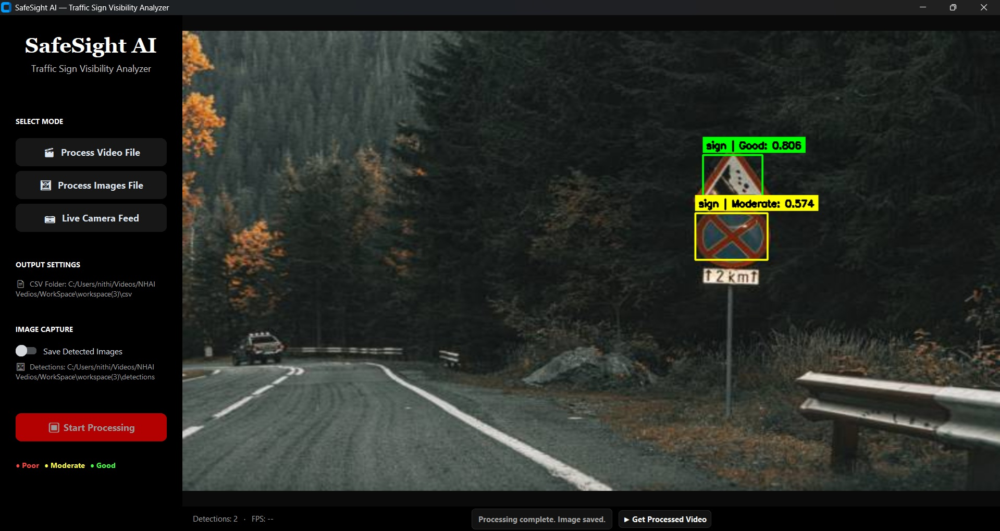 SafeSight AI — Traffic Sign Visibility Analyzer
SafeSight AI
Traffic Sign Visibility Analyzer
SELECT MODE
Process Video File
Process Images File
Live Camera Feed
OUTPUT SETTINGS
CSV Folder: C:/Users/nithi/Videos/NHAI
Vedios/WorkSpace\workspace(3)\csv
IMAGE CAPTURE
Save Detected Images
Detections: C:/Users/nithi/Videos/NHAI
Vedios/WorkSpace\workspace(3)\detections
Start Processing
● Poor ● Moderate ● Good
sign | Good: 0.806
sign | Moderate: 0.574
↑2km↑
Detections: 2 · FPS: --
Processing complete. Image saved.
▶ Get Processed Video